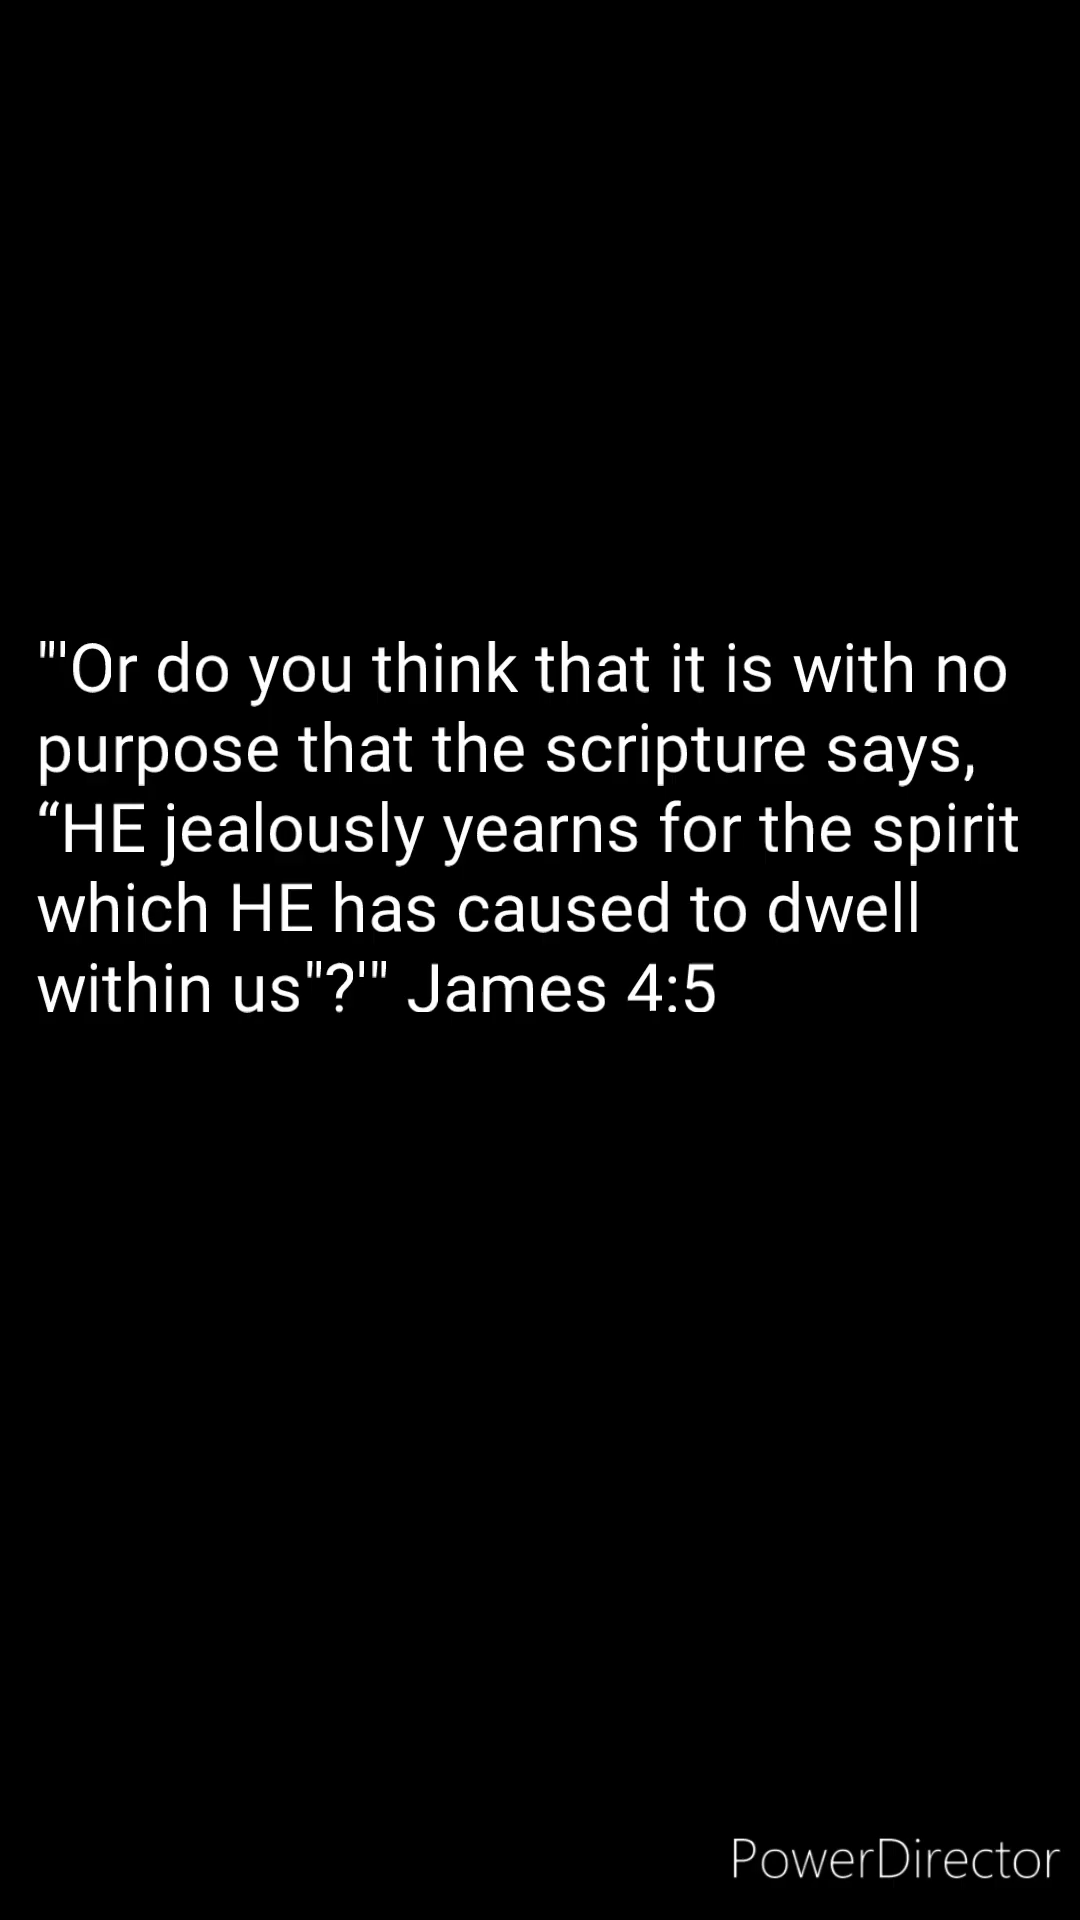 "'Or do you think that it is with no
purpose that the scripture says,
“HE jealously yearns for the spirit
which HE has caused to dwell
within us"?'" James 4:5
PowerDirector